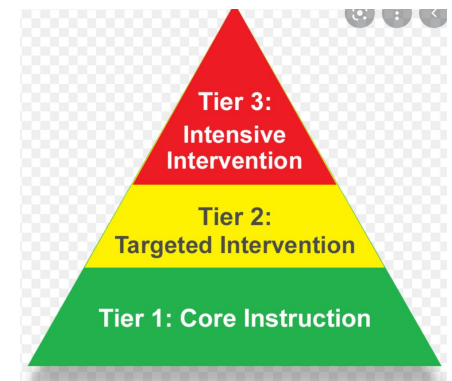 Tier 3:
Intensive
Intervention
Tier 2:
Targeted Intervention
Tier 1: Core Instruction